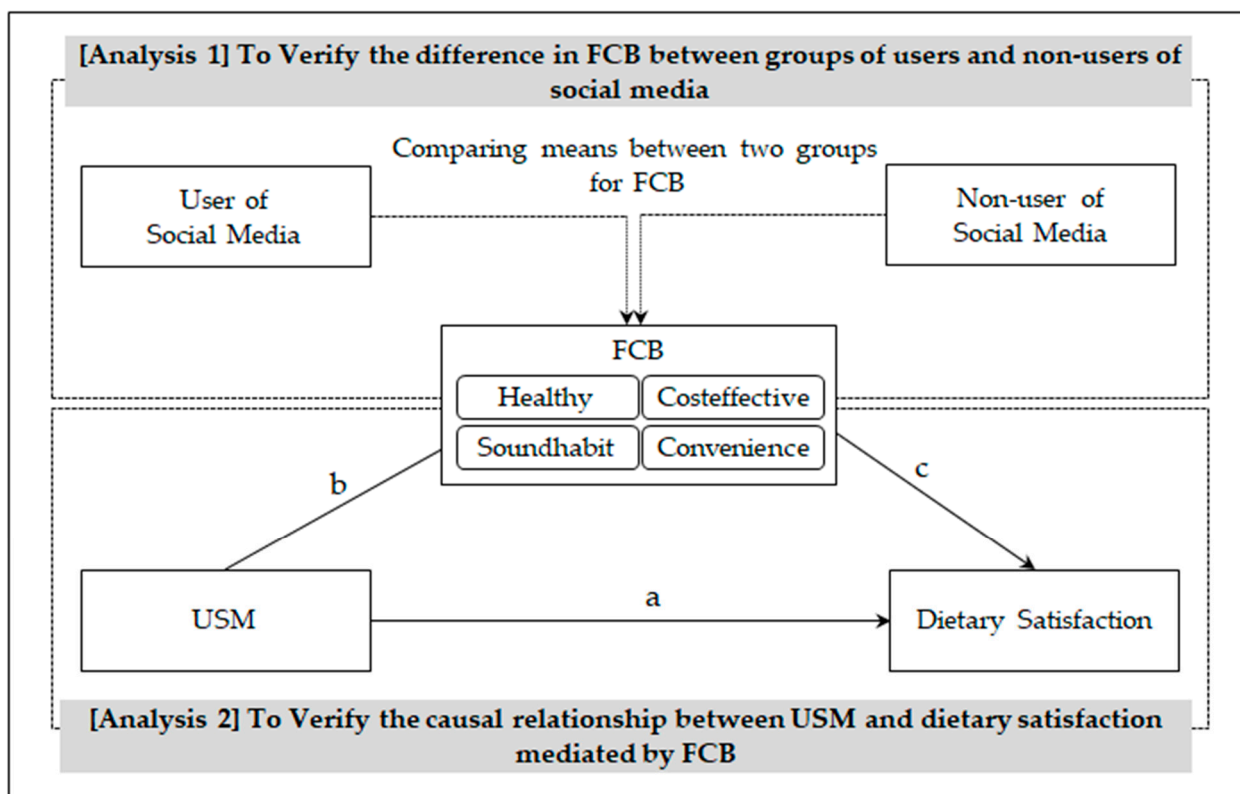 [Analysis 1] To Verify the difference in FCB between groups of users and non-users of
social media
Comparing means between two groups
for FCB
User of
Social Media
Non-user of
Social Media
FCB
Healthy
Costeffective
Soundhabit
Convenience
b
c
a
USM
Dietary Satisfaction
[Analysis 2] To Verify the causal relationship between USM and dietary satisfaction
mediated by FCB